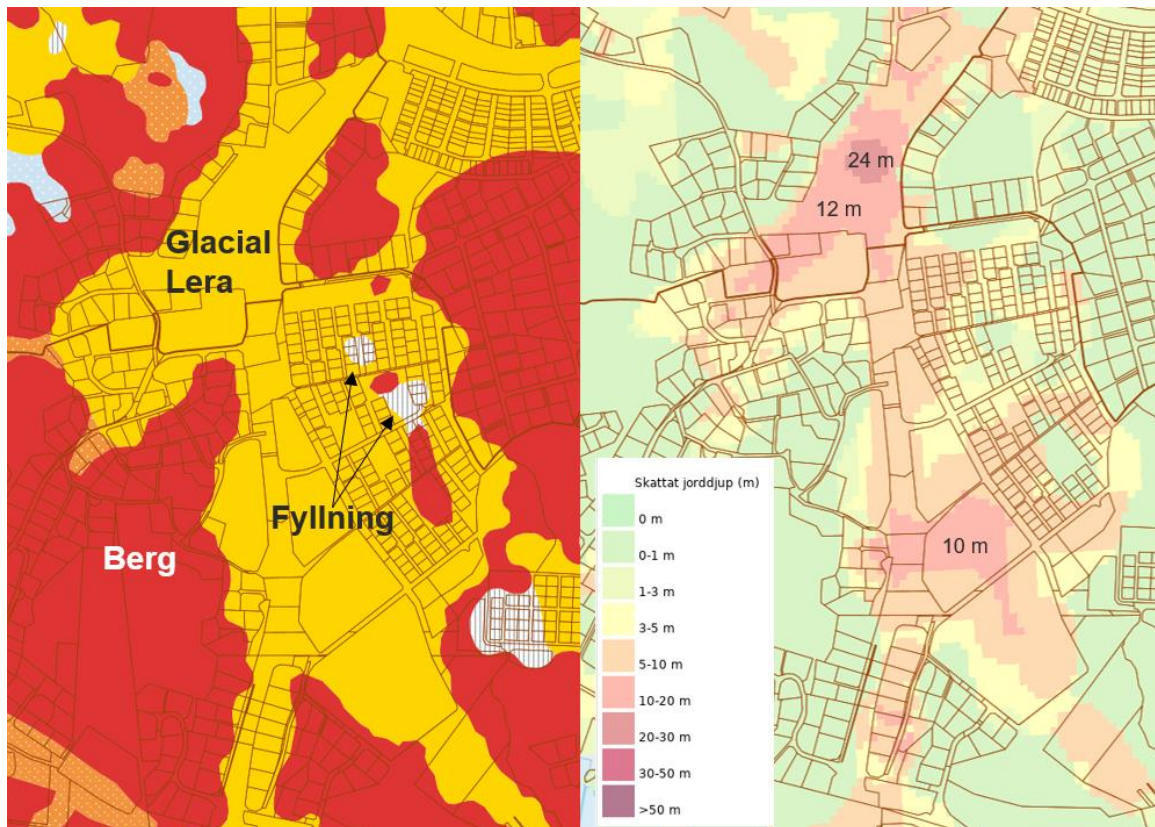 Glacial
Lera
Fyllning
Berg
24 m
12 m
10 m
Skattat jorddjup (m)
0 m
0-1 m
1-3 m
3-5 m
5-10 m
10-20 m
20-30 m
30-50 m
>50 m